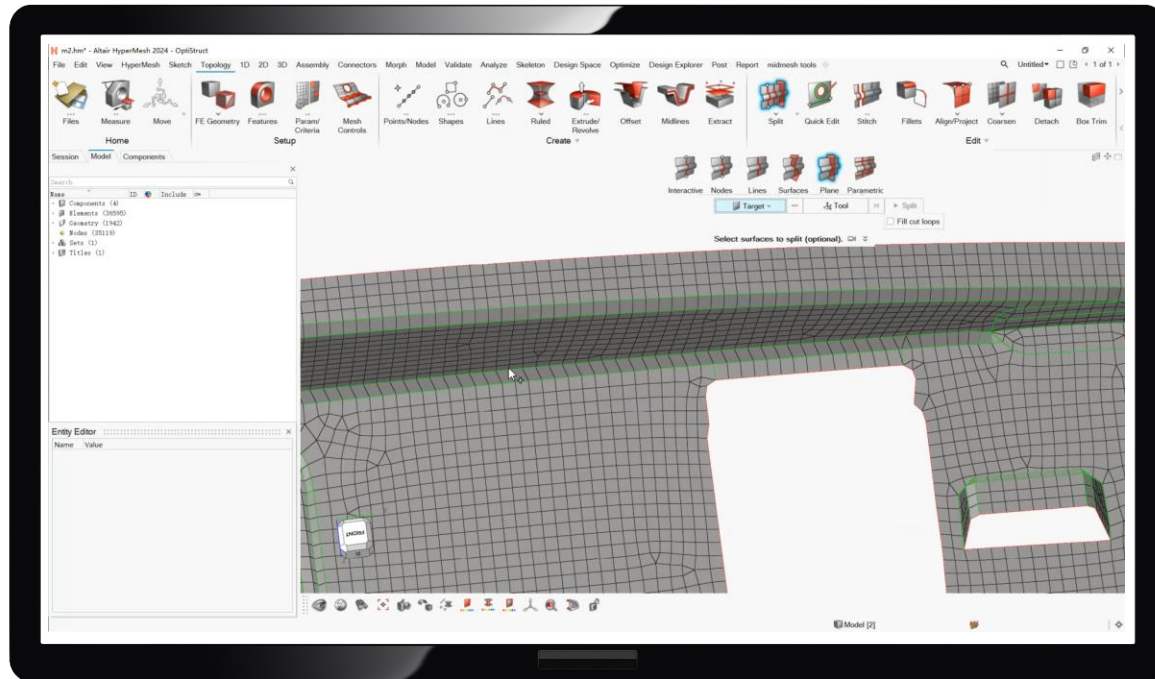 m2.hm* - Altair HyperMesh 2024 - OptiStruct
File Edit View HyperMesh Sketch Topology 1D 2D 3D Assembly Connectors Morph Model Validate Analyze Skeleton Design Space Optimize Design Explorer Post Report midmesh tools
Untitled 1 of 1
Files Measure Move FE Geometry Features Param/ Criteria Mesh Controls Points/Nodes Shapes Lines Ruled Extrude/ Revolve Offset Midlines Extract Split Quick Edit Stitch Fillets Align/Project Coarsen Detach Box Trim
Home Setup Create Edit
Session Model Components
Search
Name ID Include
Components (4)
Elements (36595)
Geometry (1942)
Nodes (35119)
Sets (1)
Titles (1)
Interactive Nodes Lines Surfaces Plane Parametric
Target Tool Split
Fill cut loops
Select surfaces to split (optional).
Entity Editor
Name Value
FRONT
Model [2]